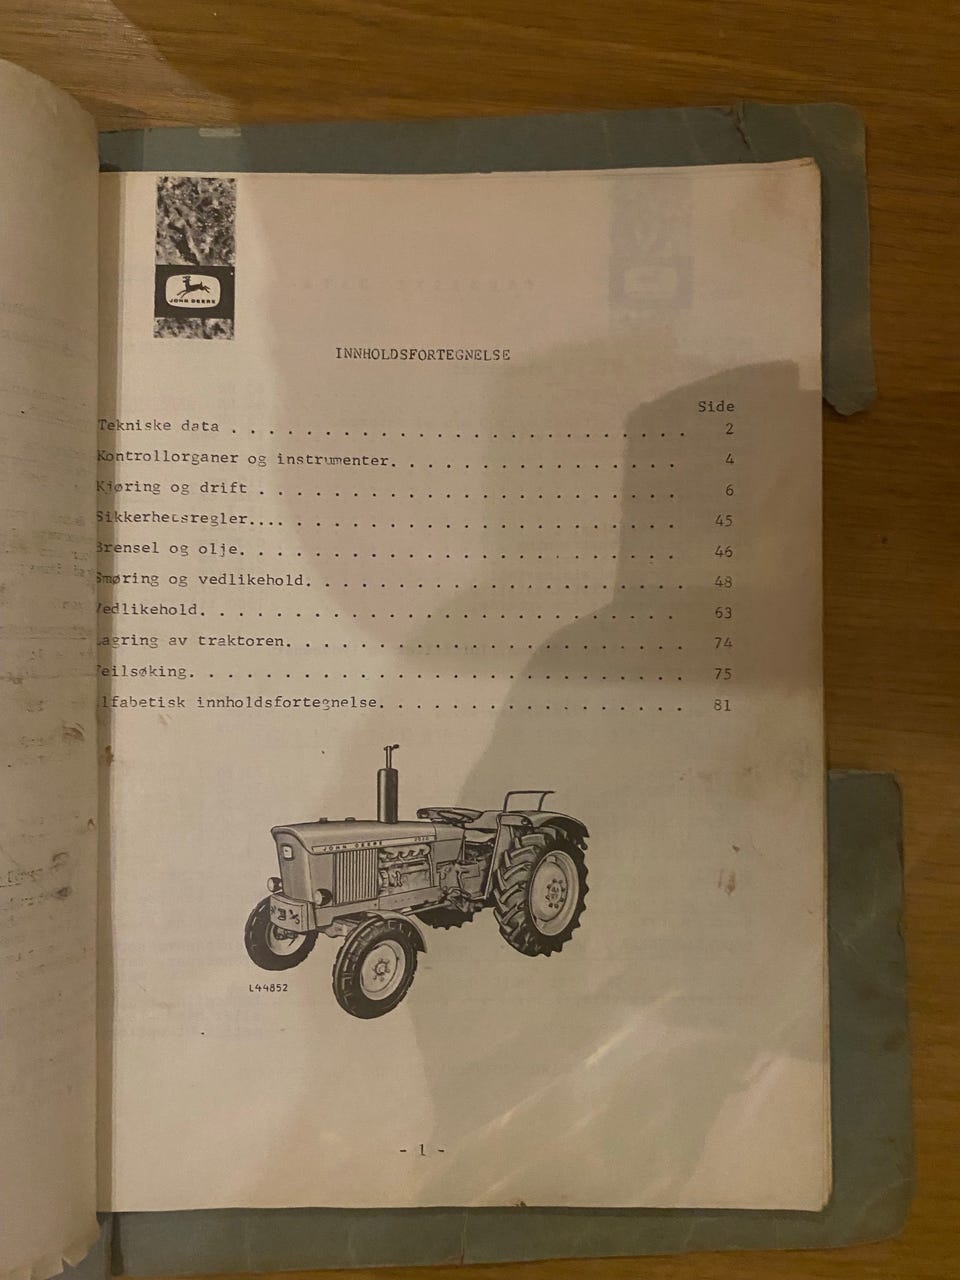 JOHN DEERE
INNHOLDSFORTEGNELSE
Side
Tekniske data . . . . . . . . . . . . . . . . . . . . . . . . . 2
Kontrollorganer og instrumenter. . . . . . . . . . . . . . . . 4
Kjøring og drift . . . . . . . . . . . . . . . . . . . . . . . 6
Sikkerhetsregler.... . . . . . . . . . . . . . . . . . . . . . 45
Brensel og olje. . . . . . . . . . . . . . . . . . . . . . . . 46
Smøring og vedlikehold. . . . . . . . . . . . . . . . . . . . 48
Vedlikehold. . . . . . . . . . . . . . . . . . . . . . . . . . 63
Lagring av traktoren. . . . . . . . . . . . . . . . . . . . . 74
Feilsøking. . . . . . . . . . . . . . . . . . . . . . . . . . 75
lfabetisk innholdsfortegnelse. . . . . . . . . . . . . . . . . 81
JOHN DEERE
L44852
- 1 -